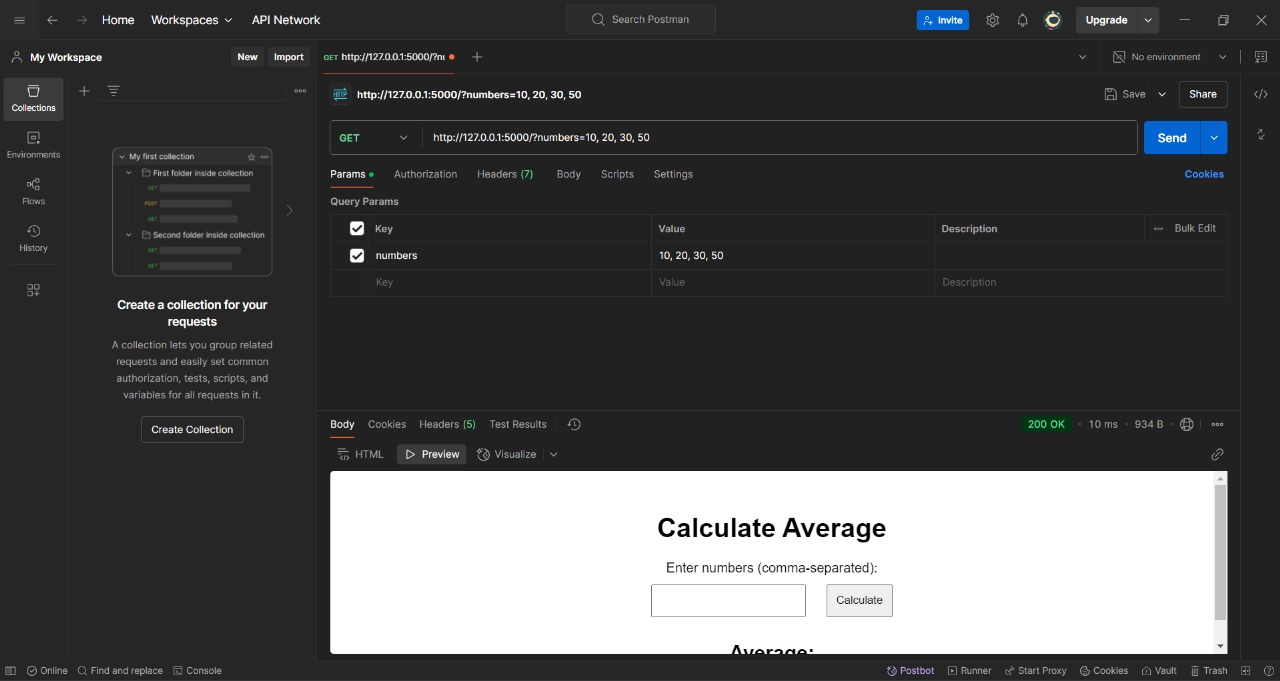 Home Workspaces API Network Search Postman Invite Upgrade
My Workspace New Import GET http://127.0.0.1:5000/?nu No environment
Collections
Environments
Flows
History
My first collection
First folder inside collection
GET
POST
GET
Second folder inside collection
GET
GET
Create a collection for your
requests
A collection lets you group related
requests and easily set common
authorization, tests, scripts, and
variables for all requests in it.
Create Collection
HTTP http://127.0.0.1:5000/?numbers=10, 20, 30, 50 Save Share
GET http://127.0.0.1:5000/?numbers=10, 20, 30, 50 Send
Params Authorization Headers (7) Body Scripts Settings Cookies
Query Params
Key Value Description Bulk Edit
numbers 10, 20, 30, 50
Key Value Description
Body Cookies Headers (5) Test Results 200 OK 10 ms 934 B
HTML Preview Visualize
Calculate Average
Enter numbers (comma-separated):
Calculate
Average:
Online Find and replace Console Postbot Runner Start Proxy Cookies Vault Trash